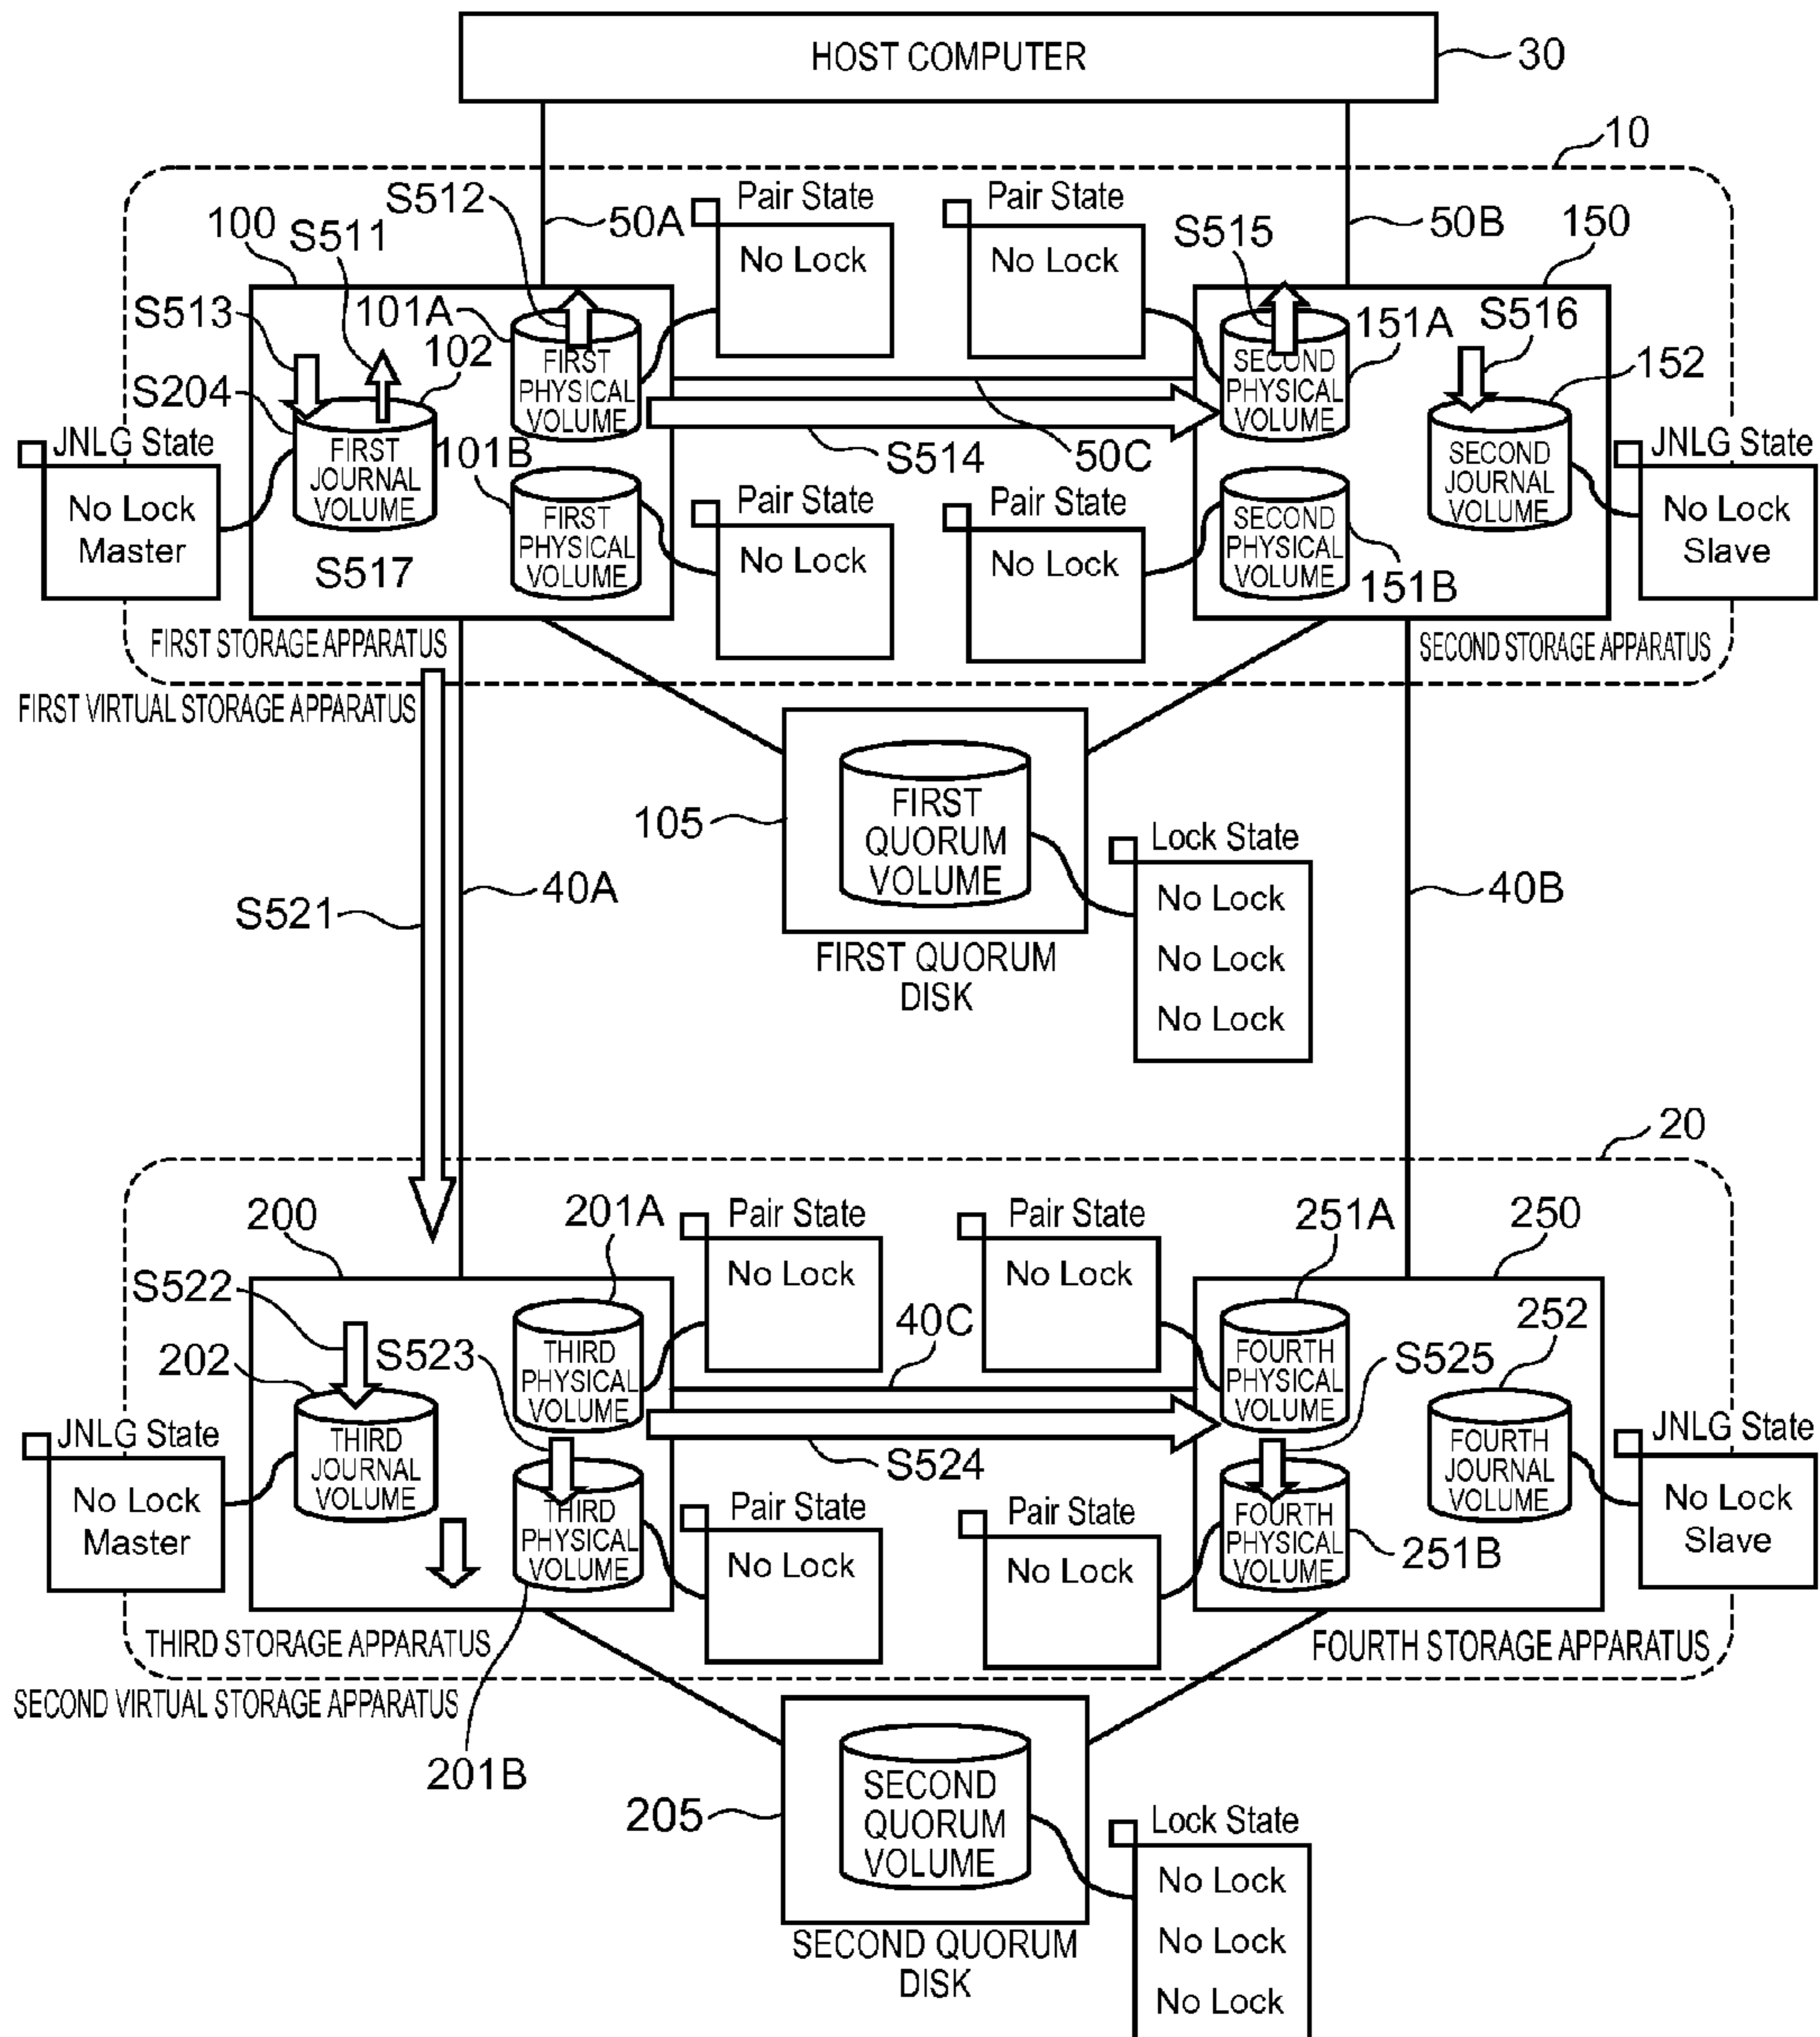 HOST COMPUTER
30
10
S512
50A
Pair State
No Lock
Pair State
No Lock
S515
50B
150
100
S511
S513
101A
102
S204
FIRST
PHYSICAL
VOLUME
SECOND
PHYSICAL
VOLUME
151A
S516
152
JNLG State
No Lock
Master
FIRST
JOURNAL
VOLUME
101B
S514
50C
SECOND
JOURNAL
VOLUME
JNLG State
No Lock
Slave
S517
FIRST
PHYSICAL
VOLUME
Pair State
No Lock
Pair State
No Lock
SECOND
PHYSICAL
VOLUME
151B
FIRST STORAGE APPARATUS
SECOND STORAGE APPARATUS
FIRST VIRTUAL STORAGE APPARATUS
105
FIRST
QUORUM
VOLUME
Lock State
No Lock
No Lock
No Lock
FIRST QUORUM
DISK
S521
40A
40B
20
200
201A
Pair State
No Lock
Pair State
No Lock
251A
250
S522
202
S523
THIRD
PHYSICAL
VOLUME
40C
FOURTH
PHYSICAL
VOLUME
S525
252
JNLG State
No Lock
Master
THIRD
JOURNAL
VOLUME
S524
FOURTH
JOURNAL
VOLUME
JNLG State
No Lock
Slave
THIRD
PHYSICAL
VOLUME
Pair State
No Lock
Pair State
No Lock
FOURTH
PHYSICAL
VOLUME
251B
THIRD STORAGE APPARATUS
FOURTH STORAGE APPARATUS
SECOND VIRTUAL STORAGE APPARATUS
201B
205
SECOND
QUORUM
VOLUME
Lock State
No Lock
No Lock
No Lock
SECOND QUORUM
DISK